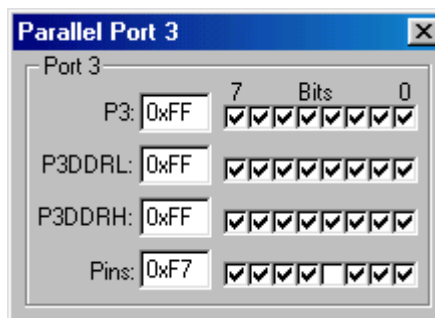 Parallel Port 3
Port 3
7 Bits 0
P3: 0xFF
P3DDRL: 0xFF
P3DDRH: 0xFF
Pins: 0xF7